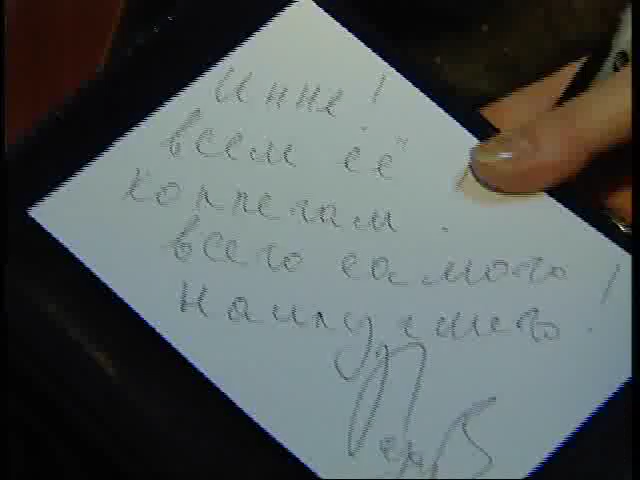 Инне!
всем её
коллегам.
всего самого
наилучшего!